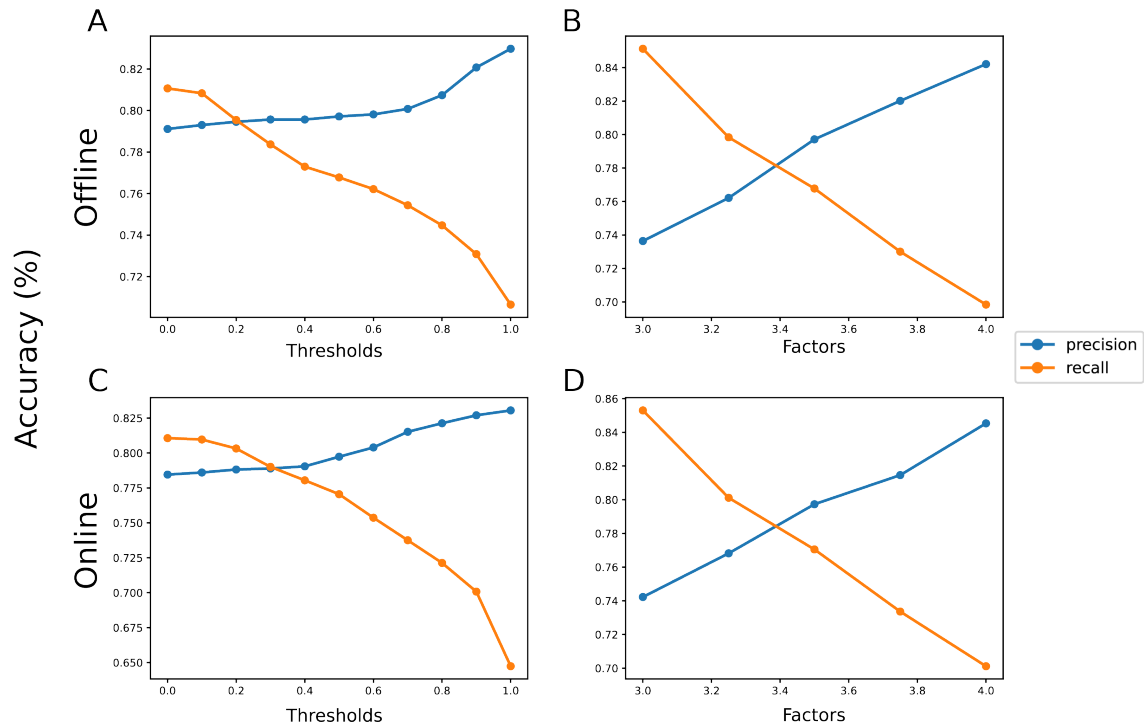 A
B
0.82
0.80
0.78
0.76
0.74
0.72
0.0 0.2 0.4 0.6 0.8 1.0
Thresholds
0.84
0.82
0.80
0.78
0.76
0.74
0.72
0.70
3.0 3.2 3.4 3.6 3.8 4.0
Factors
Offline
Accuracy (%)
precision
recall
C
D
0.825
0.800
0.775
0.750
0.725
0.700
0.675
0.650
0.0 0.2 0.4 0.6 0.8 1.0
Thresholds
0.86
0.84
0.82
0.80
0.78
0.76
0.74
0.72
0.70
3.0 3.2 3.4 3.6 3.8 4.0
Factors
Online